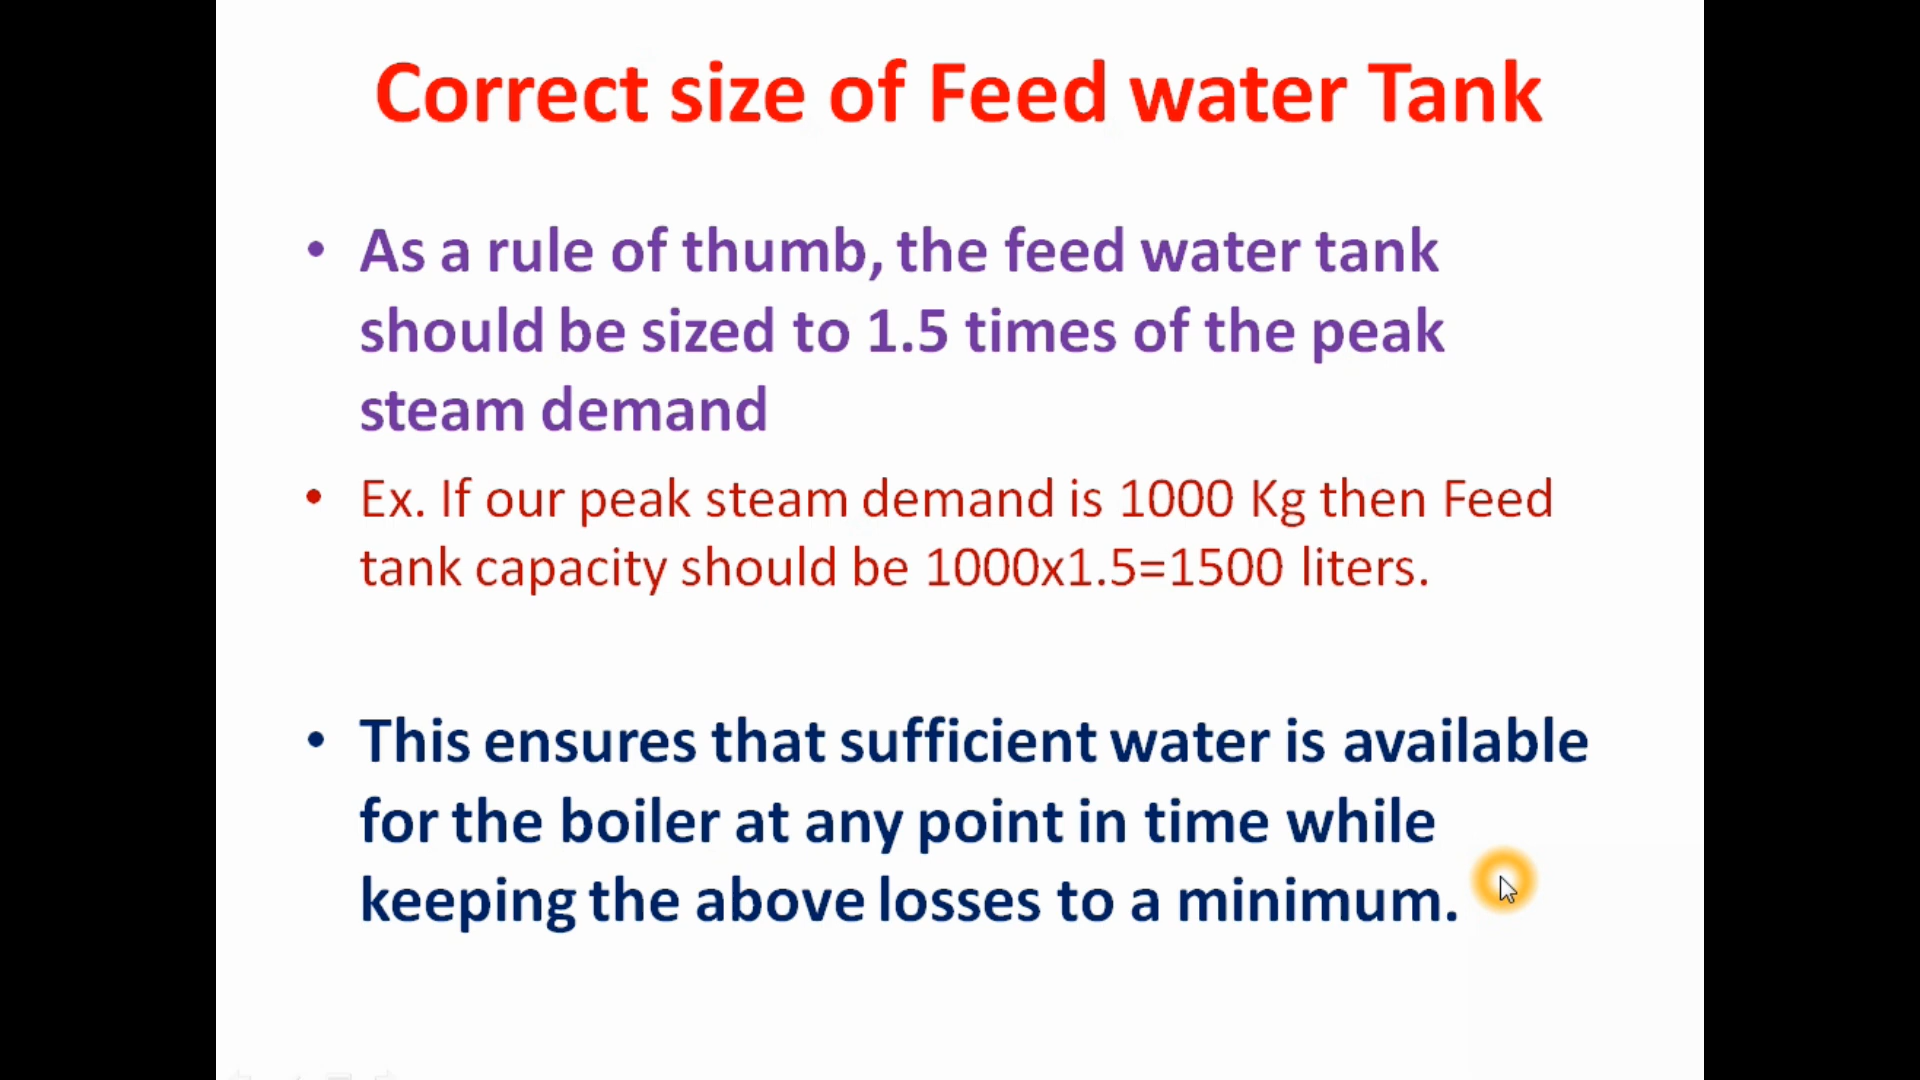 Correct size of Feed water Tank
• As a rule of thumb, the feed water tank
should be sized to 1.5 times of the peak
steam demand
• Ex. If our peak steam demand is 1000 Kg then Feed
tank capacity should be 1000x1.5=1500 liters.
• This ensures that sufficient water is available
for the boiler at any point in time while
keeping the above losses to a minimum.